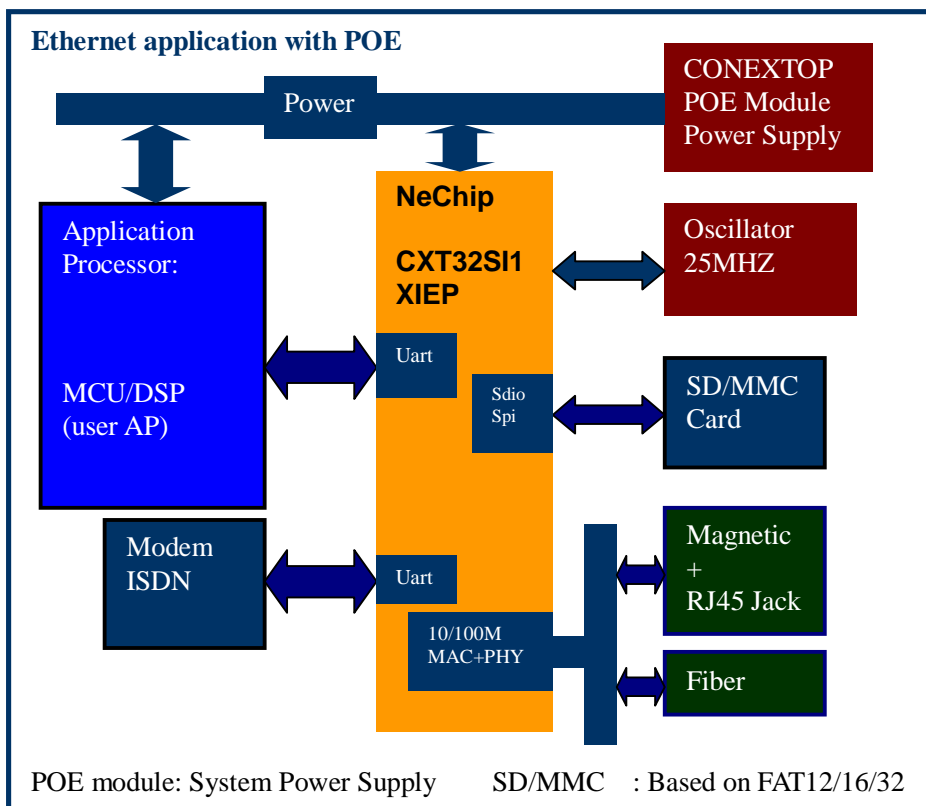 Ethernet application with POE
Power
CONEXTOP
POE Module
Power Supply
NeChip
CXT32SI1
XIEP
Application
Processor:
MCU/DSP
(user AP)
Oscillator
25MHZ
Uart
Sdio
Spi
SD/MMC
Card
Modem
ISDN
Uart
10/100M
MAC+PHY
Magnetic
+
RJ45 Jack
Fiber
POE module: System Power Supply SD/MMC : Based on FAT12/16/32